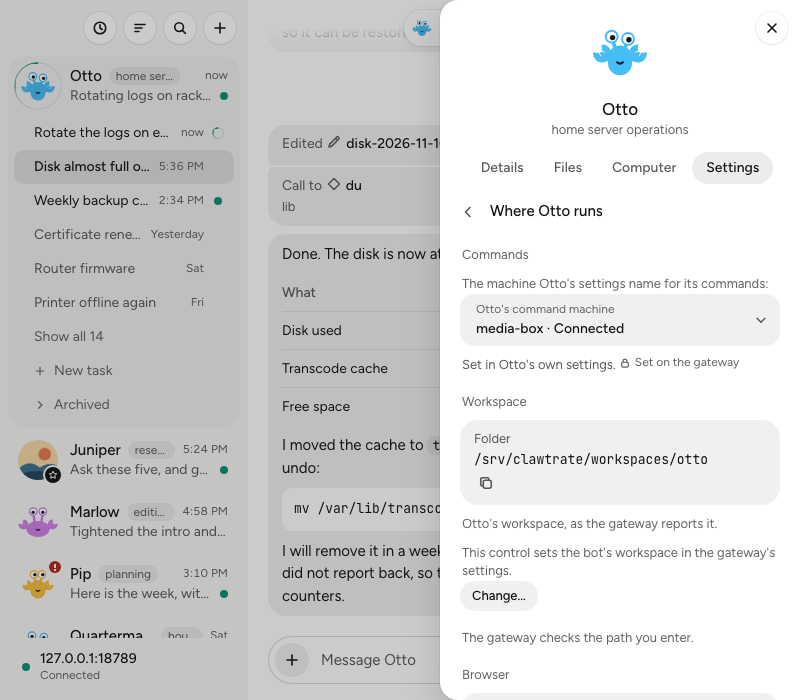 Otto home ser... now
Rotating logs on rack...
Rotate the logs on e... now
Disk almost full o... 5:36 PM
Weekly backup c... 2:34 PM
Certificate rene... Yesterday
Router firmware Sat
Printer offline again Fri
Show all 14
New task
Archived
Juniper rese... 5:24 PM
Ask these five, and g...
Marlow editi... 4:58 PM
Tightened the intro and...
Pip planning 3:10 PM
Here is the week, wit...
Quarterma hou Sat
127.0.0.1:18789
Connected
so it can be restor
Edited disk-2026-11-1
Call to du
lib
Done. The disk is now at
What
Disk used
Transcode cache
Free space
I moved the cache to
undo:
mv /var/lib/transco
I will remove it in a week
did not report back, so t
counters.
Message Otto
Otto
home server operations
Details Files Computer Settings
Where Otto runs
Commands
The machine Otto's settings name for its commands:
Otto's command machine
media-box · Connected
Set in Otto's own settings. Set on the gateway
Workspace
Folder
/srv/clawtrate/workspaces/otto
Otto's workspace, as the gateway reports it.
This control sets the bot's workspace in the gateway's
settings.
Change...
The gateway checks the path you enter.
Browser